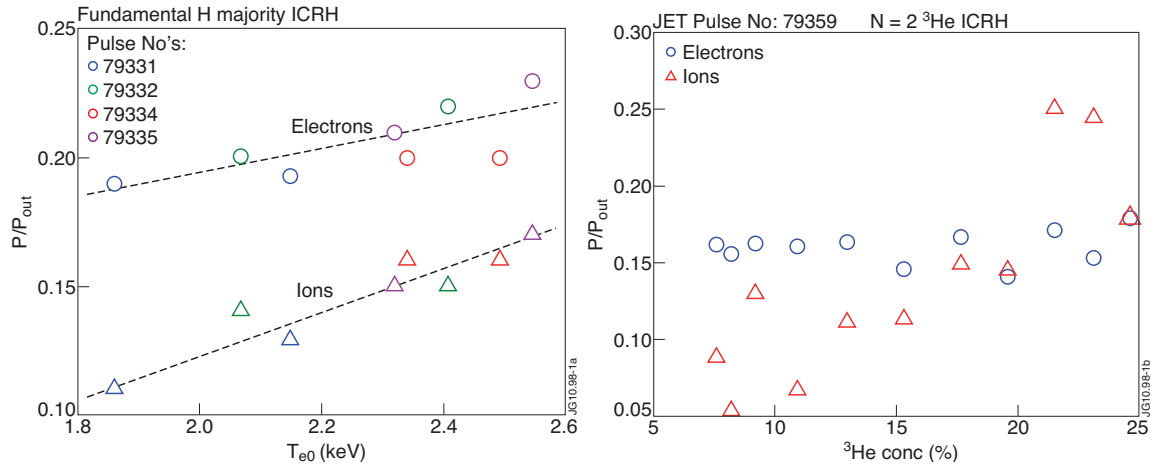 Fundamental H majority ICRH
Pulse No's:
79331
79332
79334
79335
Electrons
Ions
0.20
0.15
0.10
1.8
2.0
2.2
2.4
2.6
P/Pout
Te0 (keV)
JG10.98-1a
JET Pulse No: 79359 N = 2 ³He ICRH
Electrons
Ions
0.30
0.25
0.20
0.15
0.10
0.05
5
10
15
20
25
P/Pout
³He conc (%)
JG10.98-1b